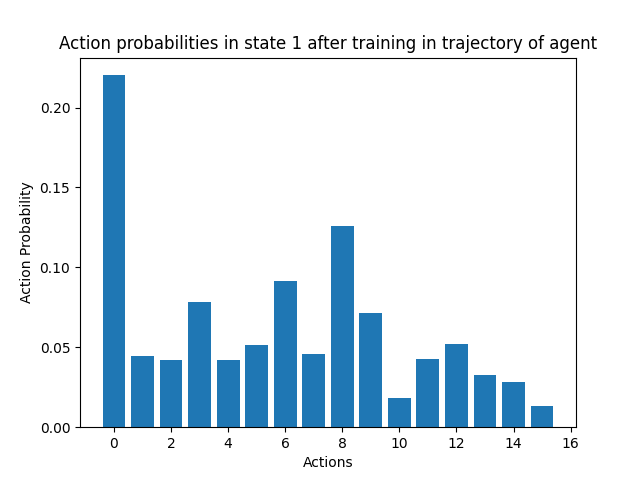 Action probabilities in state 1 after training in trajectory of agent
0.20
0.15
0.10
0.05
0.00
Action Probability
0 2 4 6 8 10 12 14 16
Actions